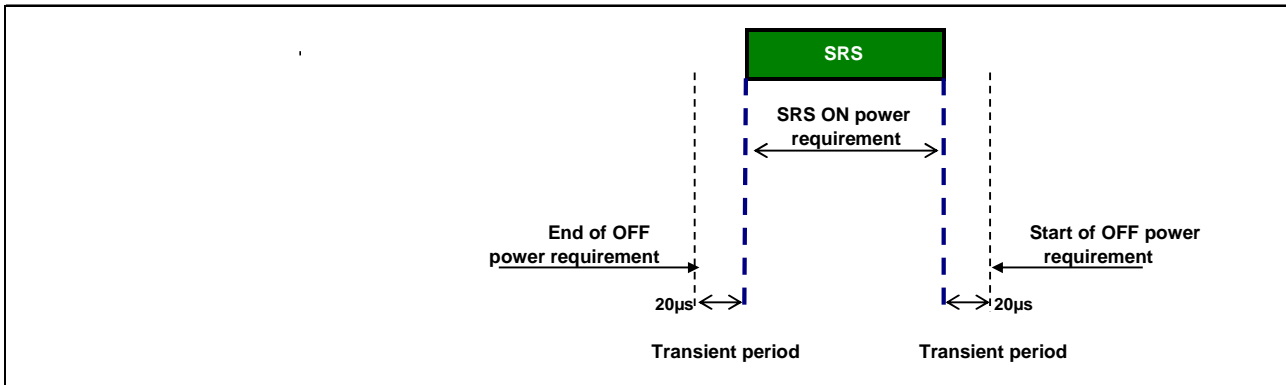 SRS
SRS ON power
requirement
End of OFF
power requirement
Start of OFF power
requirement
20µs
20µs
Transient period
Transient period